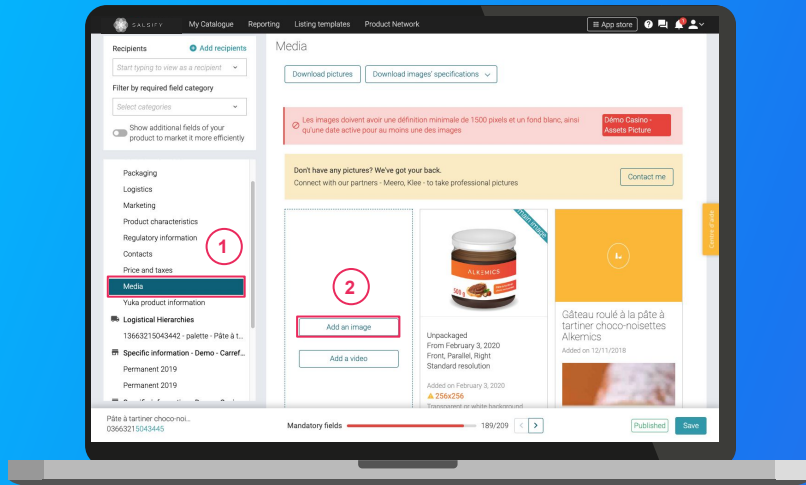 SALSIFY
My Catalogue
Reporting
Listing templates
Product Network
App store
Recipients
Add recipients
Start typing to view as a recipient
Filter by required field category
Select categories
Show additional fields of your
product to market it more efficiently
Packaging
Logistics
Marketing
Product characteristics
Regulatory information
Contacts
Price and taxes
Media
Yuka product information
Logistical Hierarchies
13663215043442 - palette - Pâte à t...
Specific information - Demo - Carref...
Permanent 2019
Permanent 2019
1
Media
Download pictures
Download images' specifications
Les images doivent avoir une définition minimale de 1500 pixels et un fond blanc, ainsi
qu'une date active pour au moins une des images
Démo Casino -
Assets Picture
Don't have any pictures? We've got your back.
Connect with our partners - Meero, Klee - to take professional pictures
Contact me
Centre d'aide
2
Add an image
Add a video
main image
ALKEMICS
500 g
Unpackaged
From February 3, 2020
Front, Parallel, Right
Standard resolution
Added on February 3, 2020
256x256
Transparent or white background
Gâteau roulé à la pâte à
tartiner choco-noisettes
Alkemics
Added on 12/11/2018
Pâte à tartiner choco-noi...
03663215043445
Mandatory fields
189/209
Published
Save